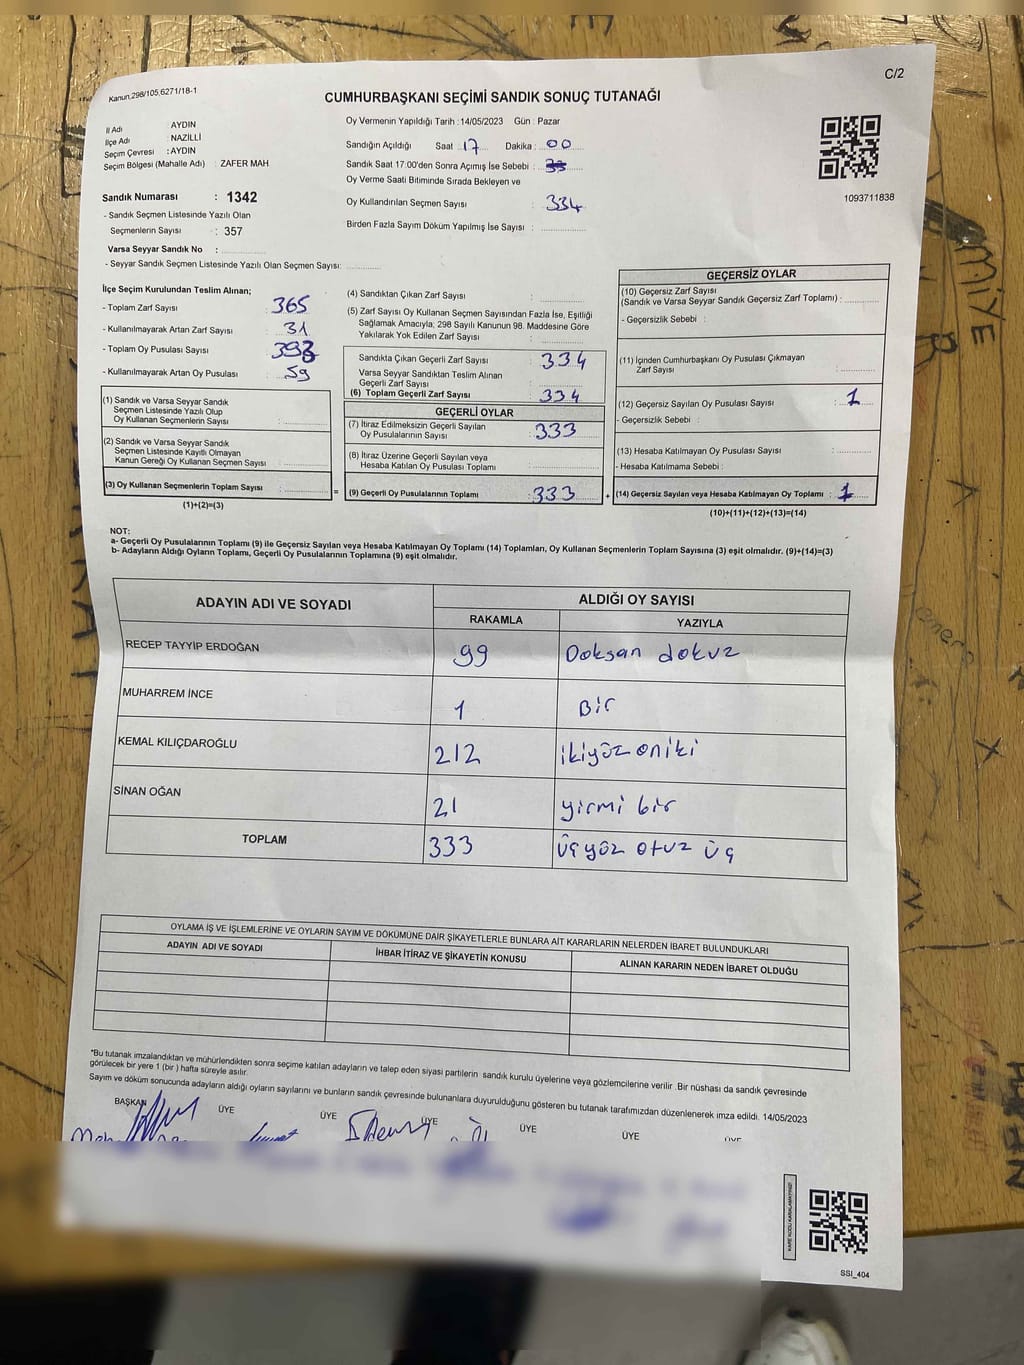 C/2
Kanun.298/105,6271/18-1
CUMHURBAŞKANI SEÇİMİ SANDIK SONUÇ TUTANAĞI
İl Adı : AYDIN
İlçe Adı : NAZİLLİ
Seçim Çevresi : AYDIN
Seçim Bölgesi (Mahalle Adı) : ZAFER MAH
Oy Vermenin Yapıldığı Tarih :14/05/2023 Gün : Pazar
Sandığın Açıldığı Saat : 17 Dakika : 00
Sandık Saat 17:00'den Sonra Açımış İse Sebebi :
Oy Verme Saati Bitiminde Sırada Bekleyen ve
Oy Kullandırılan Seçmen Sayısı : 334
Birden Fazla Sayım Döküm Yapılmış İse Sayısı :
1093711838
Sandık Numarası : 1342
- Sandık Seçmen Listesinde Yazılı Olan
Seçmenlerin Sayısı : 357
Varsa Seyyar Sandık No :
- Seyyar Sandık Seçmen Listesinde Yazılı Olan Seçmen Sayısı:
İlçe Seçim Kurulundan Teslim Alınan;
- Toplam Zarf Sayısı : 365
- Kullanılmayarak Artan Zarf Sayısı : 31
- Toplam Oy Pusulası Sayısı
- Kullanılmayarak Artan Oy Pusulası : 59
(1) Sandık ve Varsa Seyyar Sandık
Seçmen Listesinde Yazılı Olup
Oy Kullanan Seçmenlerin Sayısı :
(2) Sandık ve Varsa Seyyar Sandık
Seçmen Listesinde Kayıtlı Olmayan
Kanun Gereği Oy Kullanan Seçmen Sayısı :
(3) Oy Kullanan Seçmenlerin Toplam Sayısı :
(1)+(2)=(3)
=
(4) Sandıktan Çıkan Zarf Sayısı :
(5) Zarf Sayısı Oy Kullanan Seçmen Sayısından Fazla İse, Eşitliği
Sağlamak Amacıyla, 298 Sayılı Kanunun 98. Maddesine Göre
Yakılarak Yok Edilen Zarf Sayısı :
Sandıkta Çıkan Geçerli Zarf Sayısı : 334
Varsa Seyyar Sandıktan Teslim Alınan
Geçerli Zarf Sayısı :
(6) Toplam Geçerli Zarf Sayısı : 334
GEÇERLİ OYLAR
(7) İtiraz Edilmeksizin Geçerli Sayılan
Oy Pusulalarının Sayısı : 333
(8) İtiraz Üzerine Geçerli Sayılan veya
Hesaba Katılan Oy Pusulası Toplamı :
(9) Geçerli Oy Pusulalarının Toplamı : 333
+
GEÇERSİZ OYLAR
(10) Geçersiz Zarf Sayısı
(Sandık ve Varsa Seyyar Sandık Geçersiz Zarf Toplamı) :
- Geçersizlik Sebebi :
(11) İçinden Cumhurbaşkanı Oy Pusulası Çıkmayan
Zarf Sayısı :
(12) Geçersiz Sayılan Oy Pusulası Sayısı : 1
- Geçersizlik Sebebi :
(13) Hesaba Katılmayan Oy Pusulası Sayısı :
- Hesaba Katılmama Sebebi :
(14) Geçersiz Sayılan veya Hesaba Katılmayan Oy Toplamı : 1
(10)+(11)+(12)+(13)=(14)
NOT:
a- Geçerli Oy Pusulalarının Toplamı (9) ile Geçersiz Sayılan veya Hesaba Katılmayan Oy Toplamı (14) Toplamları, Oy Kullanan Seçmenlerin Toplam Sayısına (3) eşit olmalıdır. (9)+(14)=(3)
b- Adayların Aldığı Oyların Toplamı, Geçerli Oy Pusulalarının Toplamına (9) eşit olmalıdır.
ADAYIN ADI VE SOYADI
ALDIĞI OY SAYISI
RAKAMLA YAZIYLA
RECEP TAYYİP ERDOĞAN 99 Doksan dokuz
MUHARREM İNCE 1 Bir
KEMAL KILIÇDAROĞLU 212 ikiyüz oniki
SİNAN OĞAN 21 yirmi bir
TOPLAM 333 Üçyüz otuz üç
OYLAMA İŞ VE İŞLEMLERİNE VE OYLARIN SAYIM VE DÖKÜMÜNE DAİR ŞİKAYETLERLE BUNLARA AİT KARARLARIN NELERDEN İBARET BULUNDUKLARI
ADAYIN ADI VE SOYADI İHBAR İTİRAZ VE ŞİKAYETİN KONUSU ALINAN KARARIN NEDEN İBARET OLDUĞU
*Bu tutanak imzalandıktan ve mühürlendikten sonra seçime katılan adayların ve talep eden siyasi partilerin sandık kurulu üyelerine veya gözlemcilerine verilir .Bir nüshası da sandık çevresinde
görülecek bir yere 1 (bir ) hafta süreyle asılır.
Sayım ve döküm sonucunda adayların aldığı oyların sayılarını ve bunların sandık çevresinde bulunanlara duyurulduğunu gösteren bu tutanak tarafımızdan düzenlenerek imza edildi. 14/05/2023
BAŞKAN ÜYE ÜYE ÜYE ÜYE ÜYE ÜYE
KARE KODU KARALAMAYINIZ!
SSI_404
MİYE